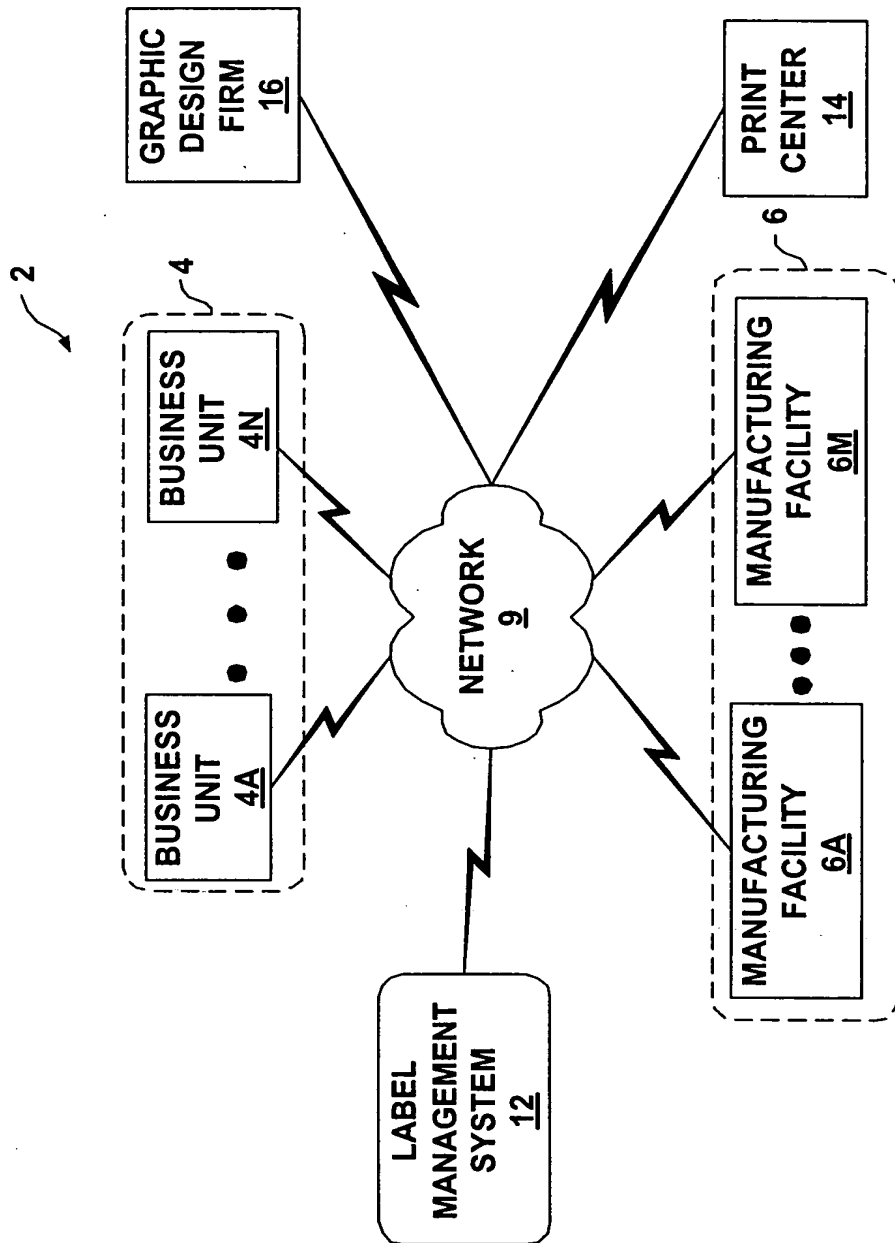 2
4
BUSINESS
UNIT
4A
BUSINESS
UNIT
4N
GRAPHIC
DESIGN
FIRM
16
LABEL
MANAGEMENT
SYSTEM
12
NETWORK
9
MANUFACTURING
FACILITY
6A
MANUFACTURING
FACILITY
6M
6
PRINT
CENTER
14